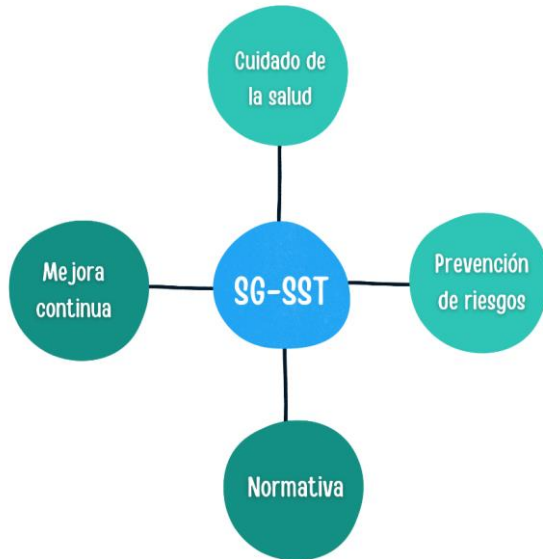 Cuidado de
la salud
Mejora
continua
SG-SST
Prevención
de riesgos
Normativa